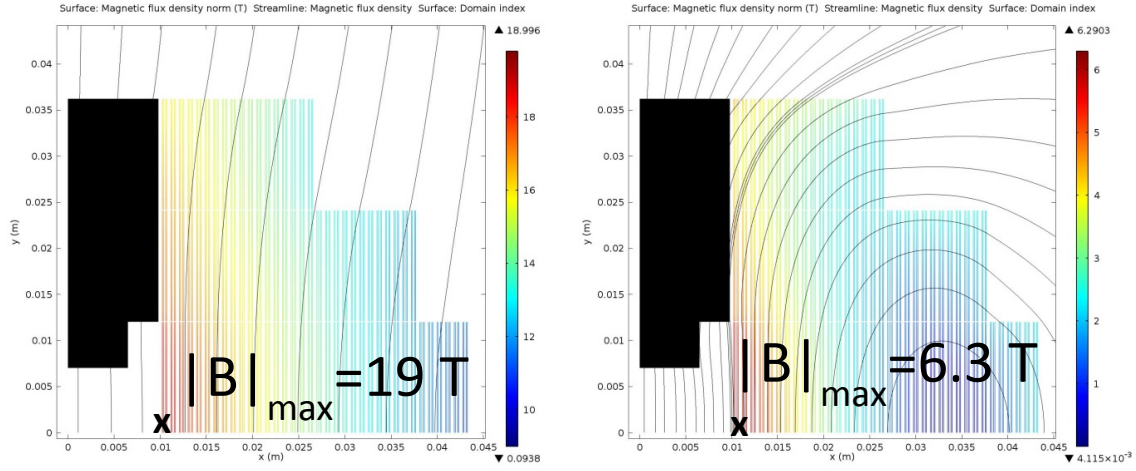 Surface: Magnetic flux density norm (T) Streamline: Magnetic flux density Surface: Domain index
▲ 18.996
0.04
0.035
0.03
0.025
0.02
0.015
0.01
0.005
0
y (m)
18
16
14
12
10
|B|max=19 T
x
0 0.005 0.01 0.015 0.02 0.025 0.03 0.035 0.04 0.045
x (m)
▼ 0.0938
Surface: Magnetic flux density norm (T) Streamline: Magnetic flux density Surface: Domain index
▲ 6.2903
0.04
0.035
0.03
0.025
0.02
0.015
0.01
0.005
0
y (m)
6
5
4
3
2
1
|B|max=6.3 T
x
0 0.005 0.01 0.015 0.02 0.025 0.03 0.035 0.04 0.045
x (m)
▼ 4.115×10⁻³